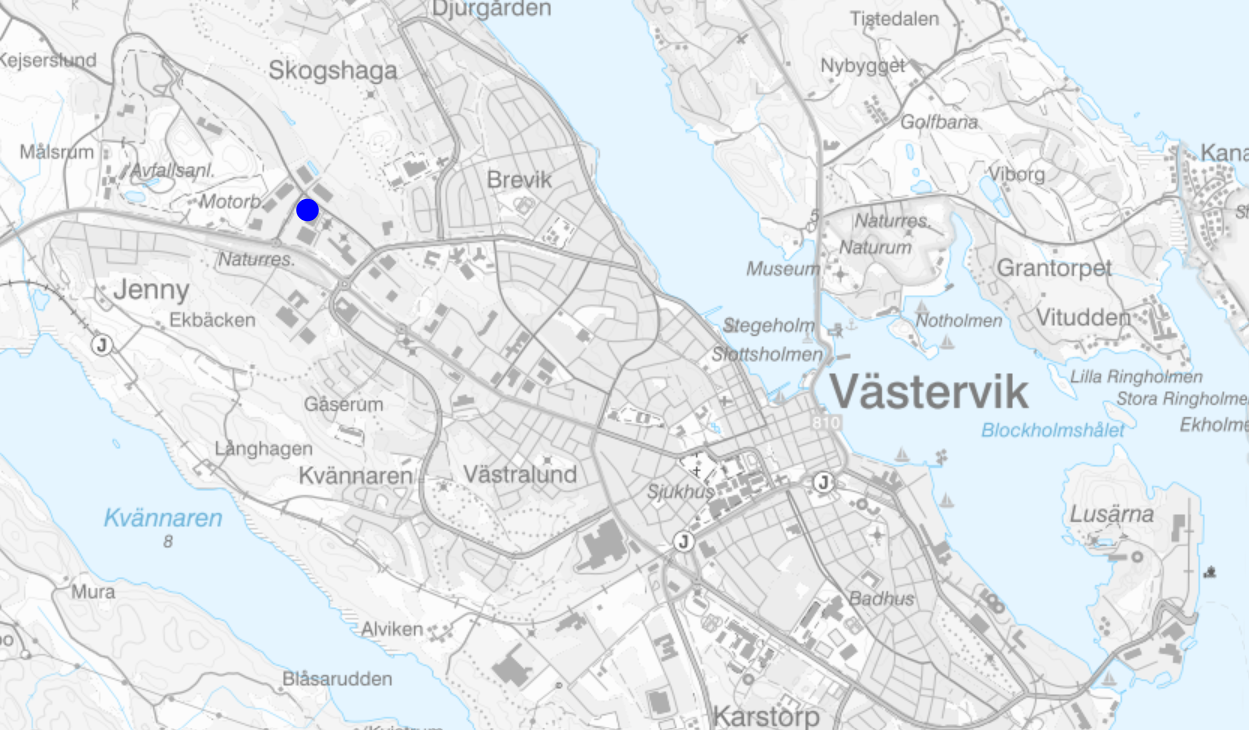 Djurgården
Tistedalen
Kejserslund
Skogshaga
Nybygget
Golfbana
Målsrum
Kana
Avfallsanl.
Brevik
Viborg
Motorb.
5
Naturres.
Naturum
Naturres.
Museum
Grantorpet
Jenny
Ekbäcken
Stegeholm
Notholmen
Vitudden
J
Slottsholmen
Lilla Ringholmen
Västervik
Stora Ringholmen
Gåserum
810
Ekholme
Blockholmshålet
Långhagen
Kvännaren
Västralund
J
Sjukhus
Kvännaren
8
Lusärna
J
Mura
Badhus
Alviken
Blåsarudden
Karstorp